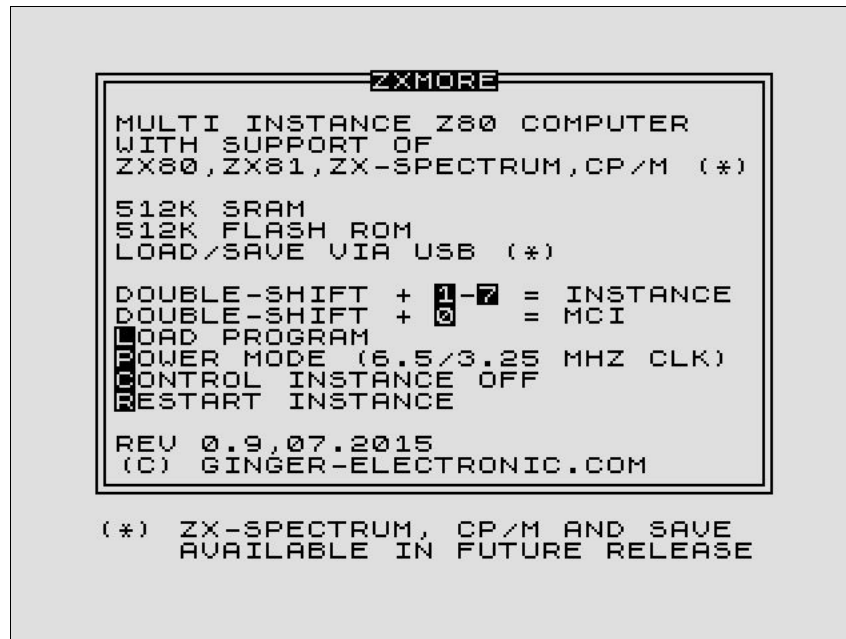 ZXMORE
MULTI INSTANCE Z80 COMPUTER
WITH SUPPORT OF
ZX80,ZX81,ZX-SPECTRUM,CP/M (*)
512K SRAM
512K FLASH ROM
LOAD/SAVE VIA USB (*)
DOUBLE-SHIFT + 1-7 = INSTANCE
DOUBLE-SHIFT + 0 = MCI
LOAD PROGRAM
POWER MODE (6.5/3.25 MHZ CLK)
CONTROL INSTANCE OFF
RESTART INSTANCE
REV 0.9,07.2015
(C) GINGER-ELECTRONIC.COM
(*) ZX-SPECTRUM, CP/M AND SAVE
AVAILABLE IN FUTURE RELEASE